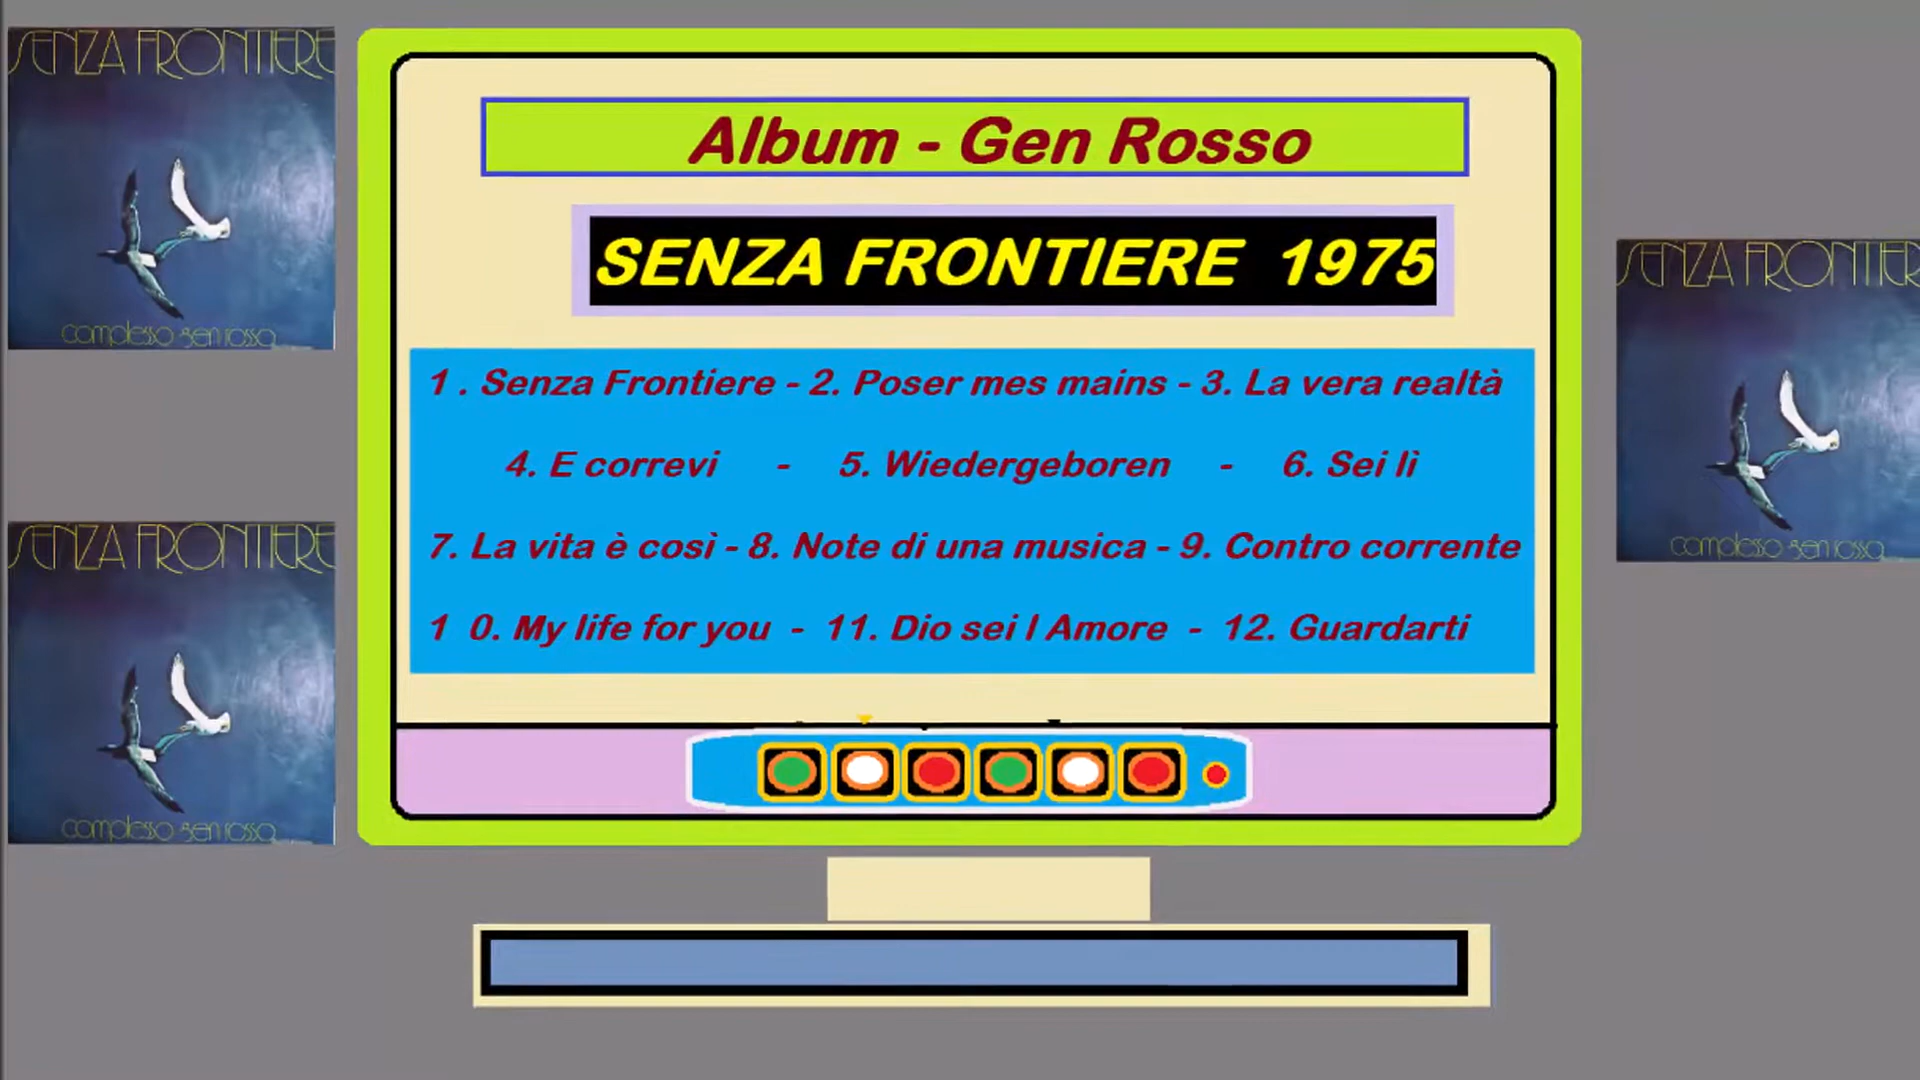 SENZA FRONTIERE
complesso gen rosso
SENZA FRONTIERE
complesso gen rosso
Album - Gen Rosso
SENZA FRONTIERE 1975
1 . Senza Frontiere - 2. Poser mes mains - 3. La vera realtà
4. E correvi - 5. Wiedergeboren - 6. Sei lì
7. La vita è così - 8. Note di una musica - 9. Contro corrente
1 0. My life for you - 11. Dio sei l Amore - 12. Guardarti
SENZA FRONTIER
complesso gen rosso